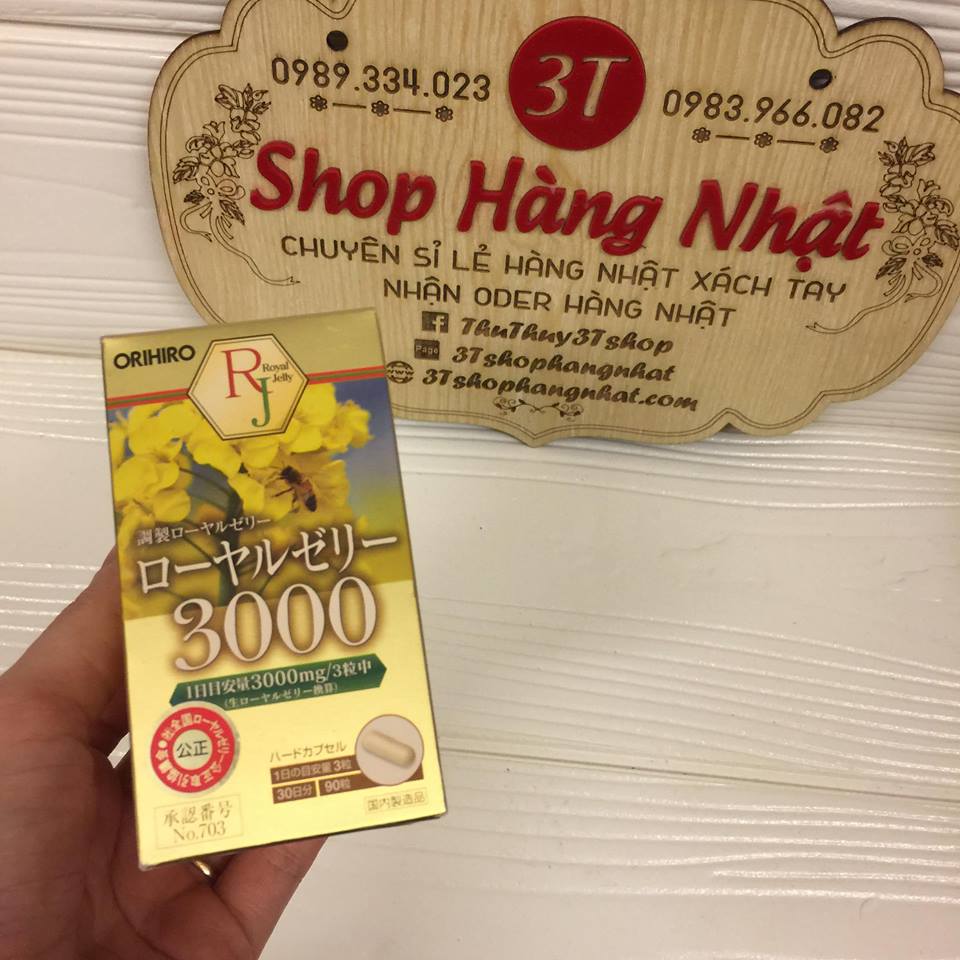 3T
0989.334.023
0983.966.082
Shop Hàng Nhật
CHUYÊN SỈ LẺ HÀNG NHẬT XÁCH TAY
NHẬN ODER HÀNG NHẬT
f ThuThuy3Tshop
Page 3Tshophangnhat
www 3Tshophangnhat.com
ORIHIRO
RJ
Royal
Jelly
調製ローヤルゼリー
ローヤルゼリー
3000
1日目安量3000mg/3粒中
(生ローヤルゼリー換算)
公正
ハードカプセル
1日の目安量 3粒
30日分 90粒
国内製造品
承認番号
No.703